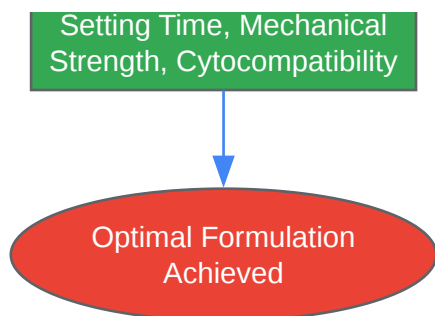 Setting Time, Mechanical
Strength, Cytocompatibility
Optimal Formulation
Achieved